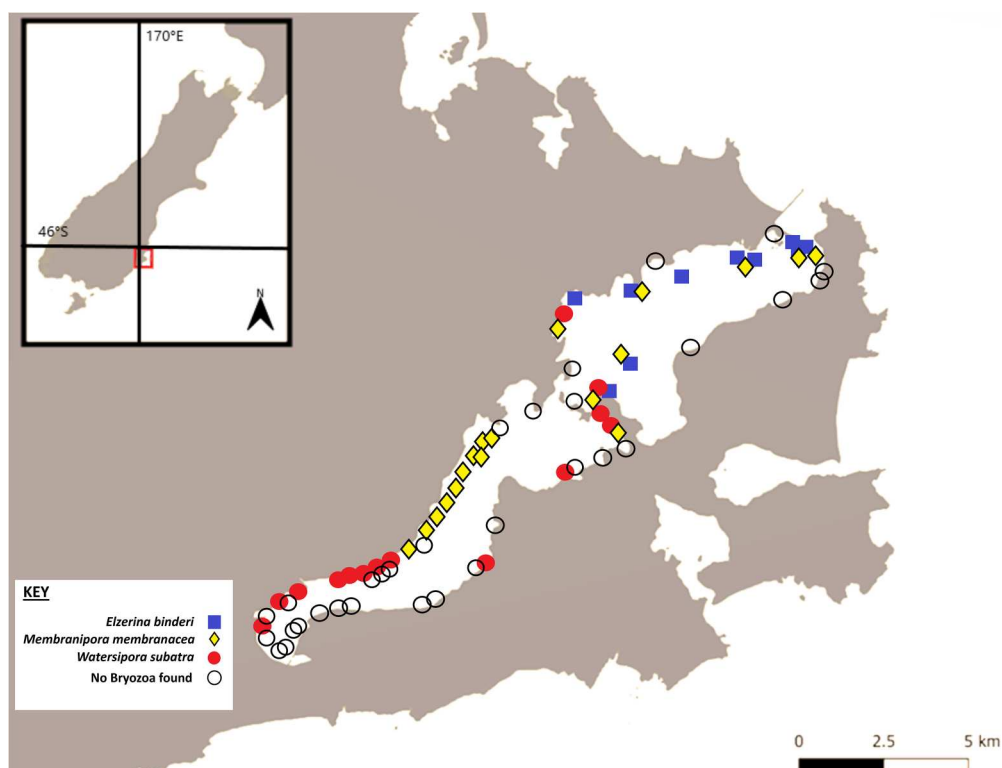 170°E
46°S
N
KEY
Elzerina binderi
Membranipora membranacea
Watersipora subatra
No Bryozoa found
0 2.5 5 km